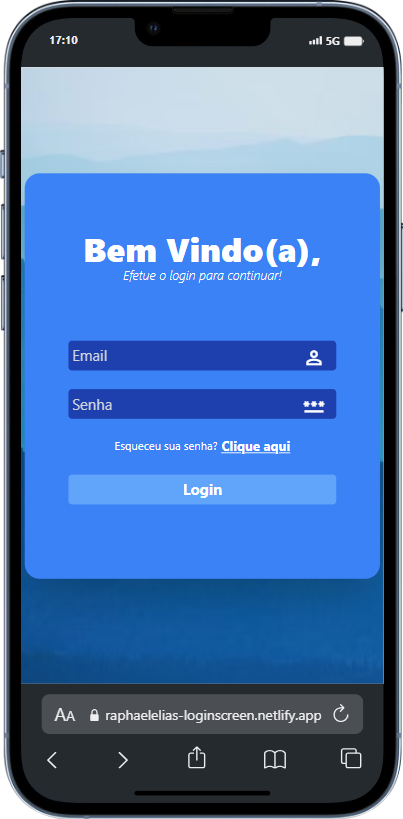 17:10
5G
Bem Vindo(a),
Efetue o login para continuar!
Email
Senha
Esqueceu sua senha? Clique aqui
Login
AA raphaelelias-loginscreen.netlify.app